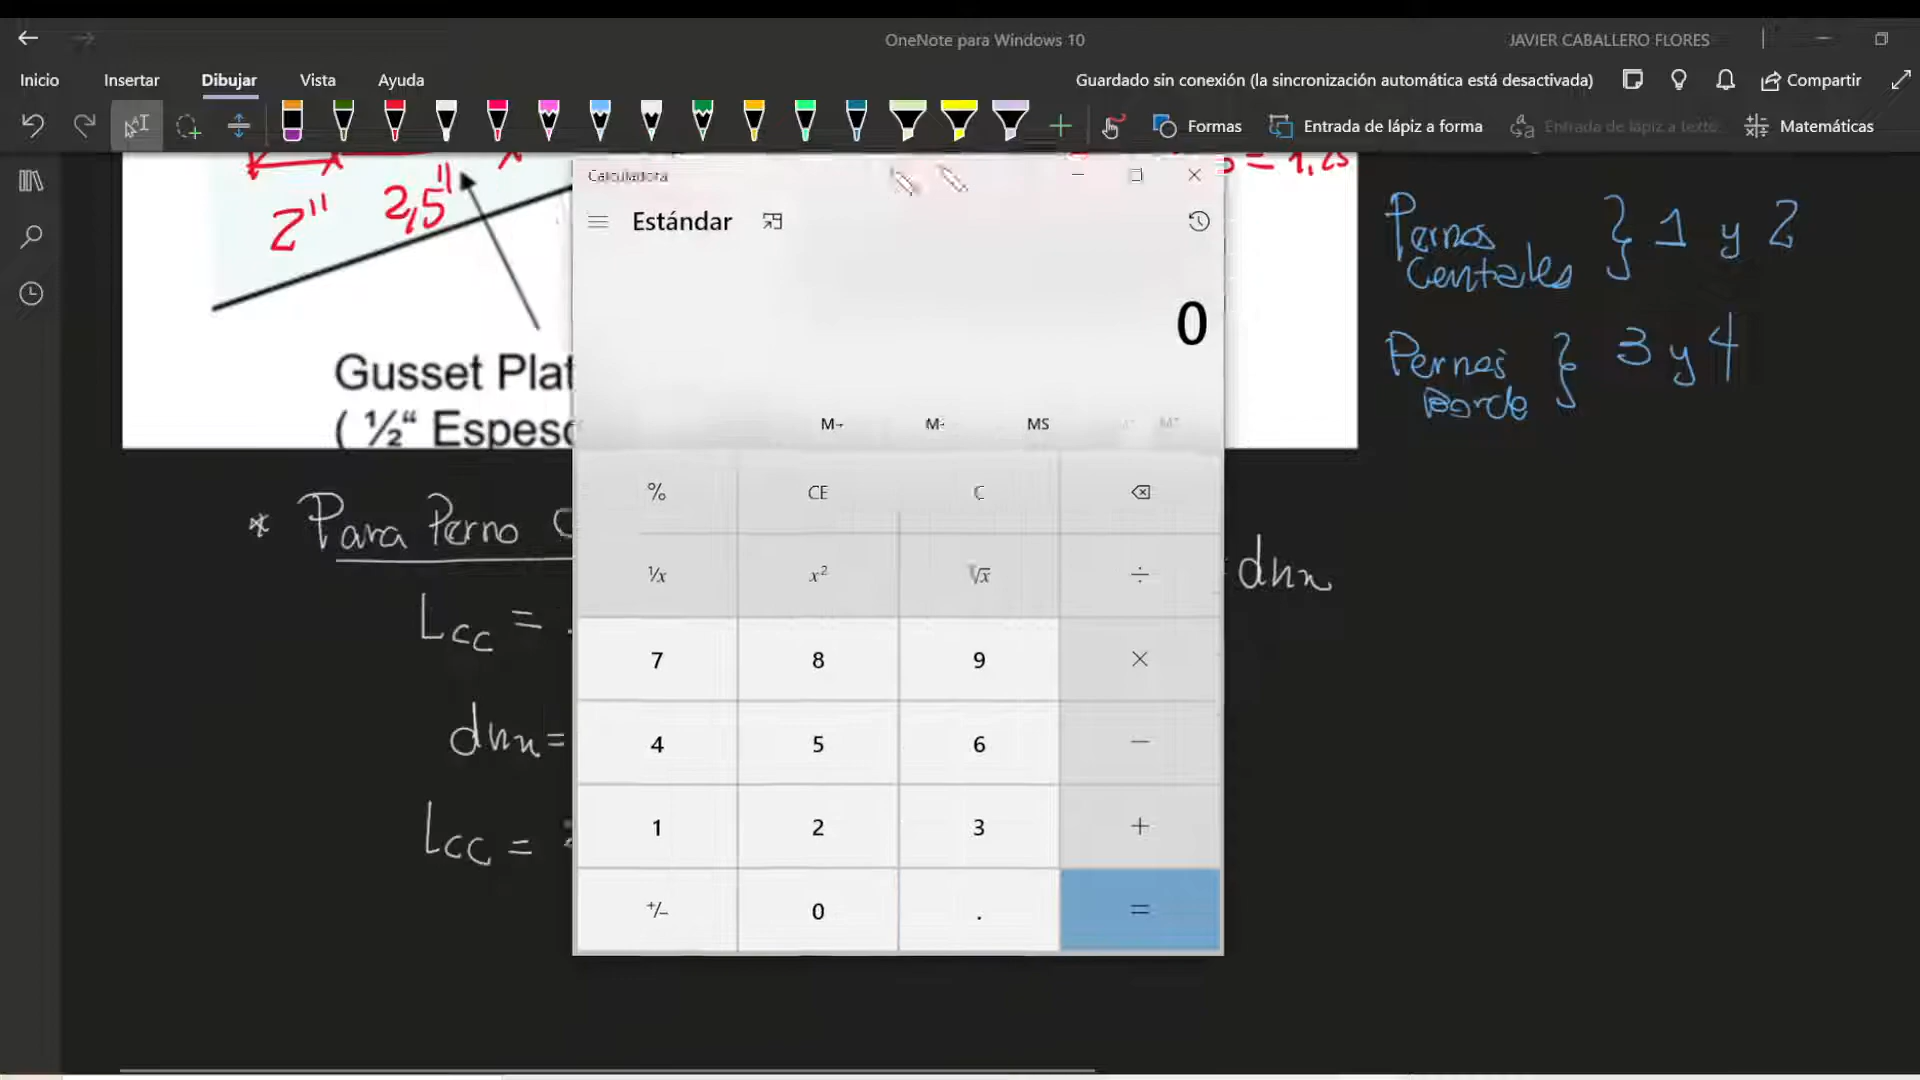 OneNote para Windows 10
JAVIER CABALLERO FLORES
Inicio
Insertar
Dibujar
Vista
Ayuda
Guardado sin conexión (la sincronización automática está desactivada)
Compartir
Formas
Entrada de lápiz a forma
Entrada de lápiz a texto
Matemáticas
= 1,25
2"
2,5"
Gusset Plat
( ½“ Espeso
Calculadora
Estándar
0
M+
M-
MS
%
CE
C
⅟x
x²
÷
7
8
9
×
4
5
6
−
1
2
3
+
+/−
0
.
=
Pernos
Centrales } 1 y 2
Pernos
Borde } 3 y 4
* Para Perno C
dhn
Lcc =
dhn=
Lcc =